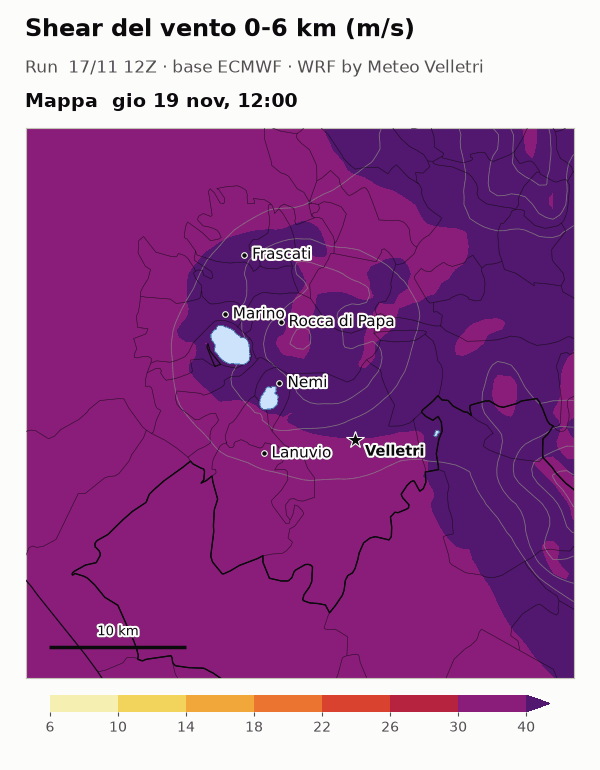 Shear del vento 0-6 km (m/s)
Run  17/11 12Z · base ECMWF · WRF by Meteo Velletri
Mappa  gio 19 nov, 12:00
Frascati
Marino
Rocca di Papa
Nemi
Velletri
Lanuvio
10 km
6 10 14 18 22 26 30 40